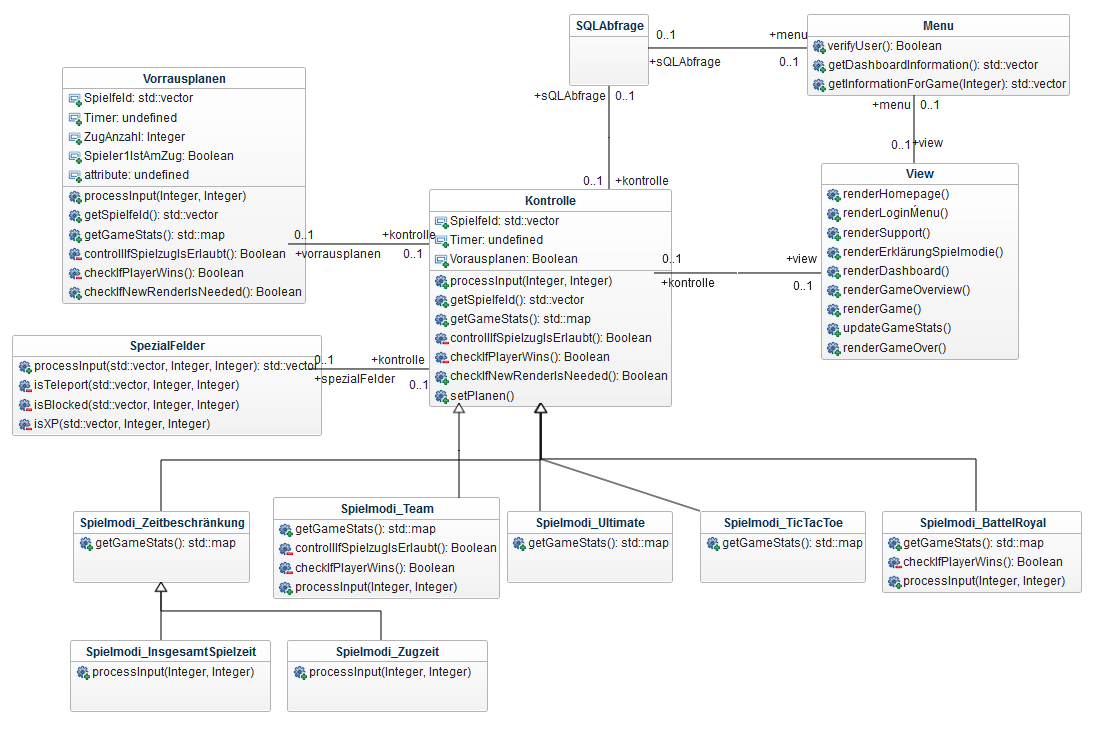 SQLAbfrage
0..1
+menu
+sQLAbfrage
0..1
Menu
verifyUser(): Boolean
getDashboardInformation(): std::vector
getInformationForGame(Integer): std::vector
+sQLAbfrage
0..1
+menu
0..1
0..1
+view
0..1
+kontrolle
Vorrausplanen
Spielfeld: std::vector
Timer: undefined
ZugAnzahl: Integer
Spieler1IstAmZug: Boolean
attribute: undefined
processInput(Integer, Integer)
getSpielfeld(): std::vector
getGameStats(): std::map
controlIIfSpielzugIsErlaubt(): Boolean
checkIfPlayerWins(): Boolean
checkIfNewRenderIsNeeded(): Boolean
0..1
+kontrolle
+vorrausplanen
0..1
Kontrolle
Spielfeld: std::vector
Timer: undefined
Vorausplanen: Boolean
processInput(Integer, Integer)
getSpielfeld(): std::vector
getGameStats(): std::map
controlIIfSpielzugIsErlaubt(): Boolean
checkIfPlayerWins(): Boolean
checkIfNewRenderIsNeeded(): Boolean
setPlanen()
0..1
+view
+kontrolle
0..1
View
renderHomepage()
renderLoginMenu()
renderSupport()
renderErklärungSpielmodie()
renderDashboard()
renderGameOverview()
renderGame()
updateGameStats()
renderGameOver()
SpezialFelder
processInput(std::vector, Integer, Integer): std::vector
isTeleport(std::vector, Integer, Integer)
isBlocked(std::vector, Integer, Integer)
isXP(std::vector, Integer, Integer)
0..1
+kontrolle
+spezialFelder
0..1
Spielmodi_Zeitbeschränkung
getGameStats(): std::map
Spielmodi_Team
getGameStats(): std::map
controlIIfSpielzugIsErlaubt(): Boolean
checkIfPlayerWins(): Boolean
processInput(Integer, Integer)
Spielmodi_Ultimate
getGameStats(): std::map
Spielmodi_TicTacToe
getGameStats(): std::map
Spielmodi_BattelRoyal
getGameStats(): std::map
checkIfPlayerWins(): Boolean
processInput(Integer, Integer)
Spielmodi_InsgesamtSpielzeit
processInput(Integer, Integer)
Spielmodi_Zugzeit
processInput(Integer, Integer)